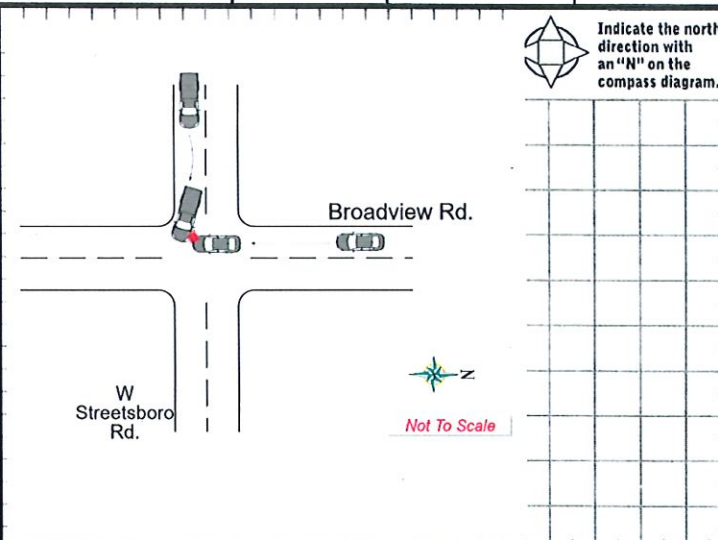 Indicate the north
direction with
an "N" on the
compass diagram.
Broadview Rd.
N
W
Streetsboro
Rd.
Not To Scale